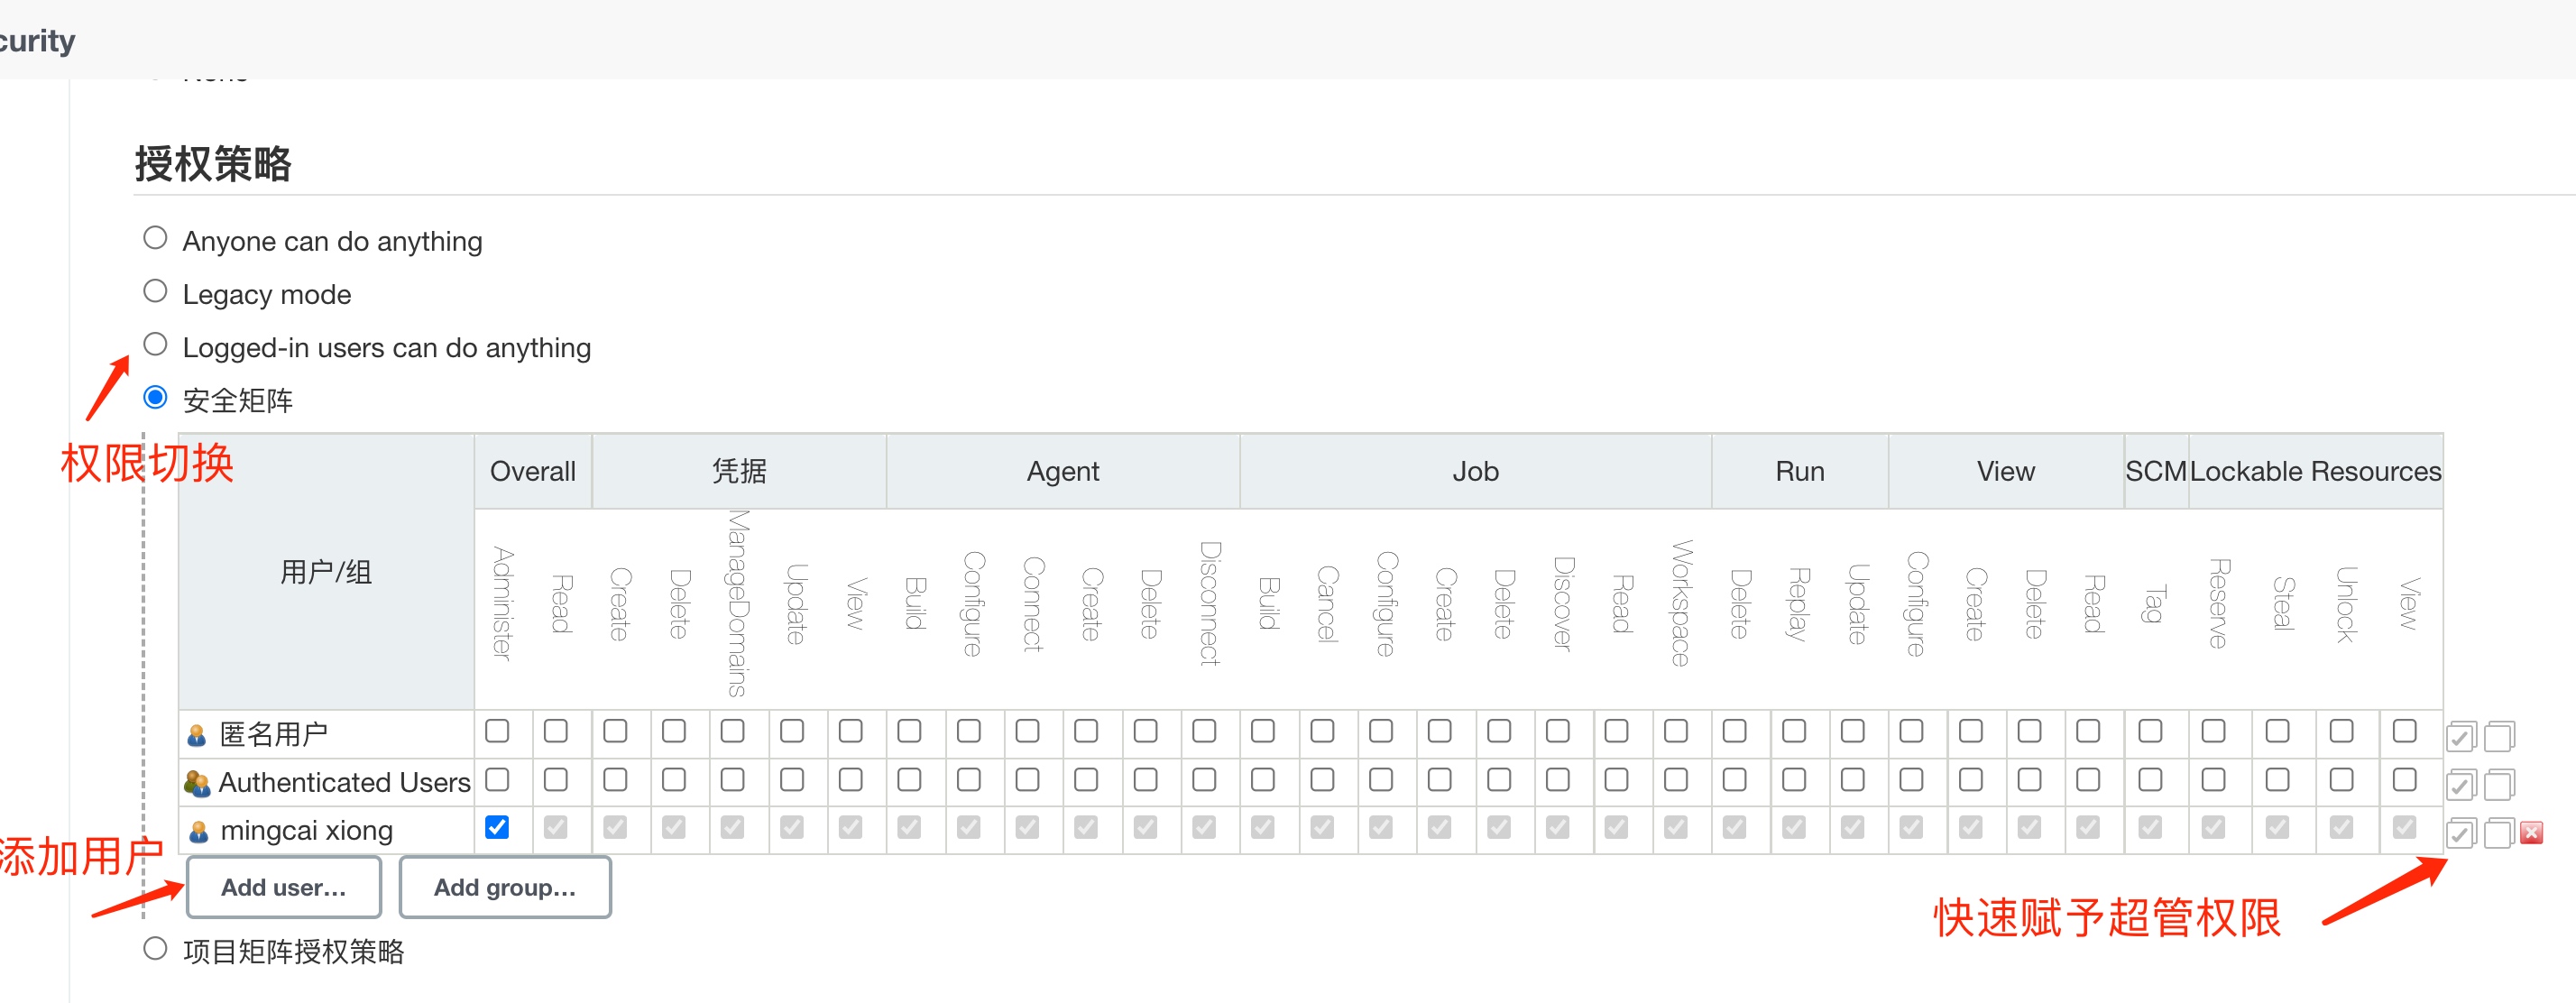 curity
授权策略
Anyone can do anything
Legacy mode
Logged-in users can do anything
安全矩阵
权限切换
用户/组 Overall 凭据 Agent Job Run View SCM Lockable Resources
Administer Read Create Delete ManageDomains Update View Build Configure Connect Create Delete Disconnect Build Cancel Configure Create Delete Discover Read Workspace Delete Replay Update Configure Create Delete Read Tag Reserve Steal Unlock View
匿名用户
Authenticated Users
mingcai xiong
添加用户
Add user...
Add group...
快速赋予超管权限
项目矩阵授权策略